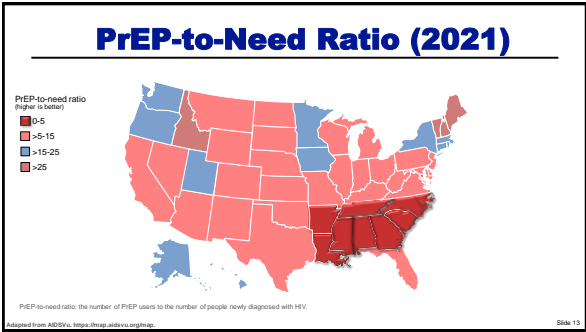 PrEP-to-Need Ratio (2021)
PrEP-to-need ratio
(higher is better)
0-5
>5-15
>15-25
>25
PrEP-to-need ratio: the number of PrEP users to the number of people newly diagnosed with HIV.
Adapted from AIDSVu. https://map.aidsvu.org/map.
Slide 13